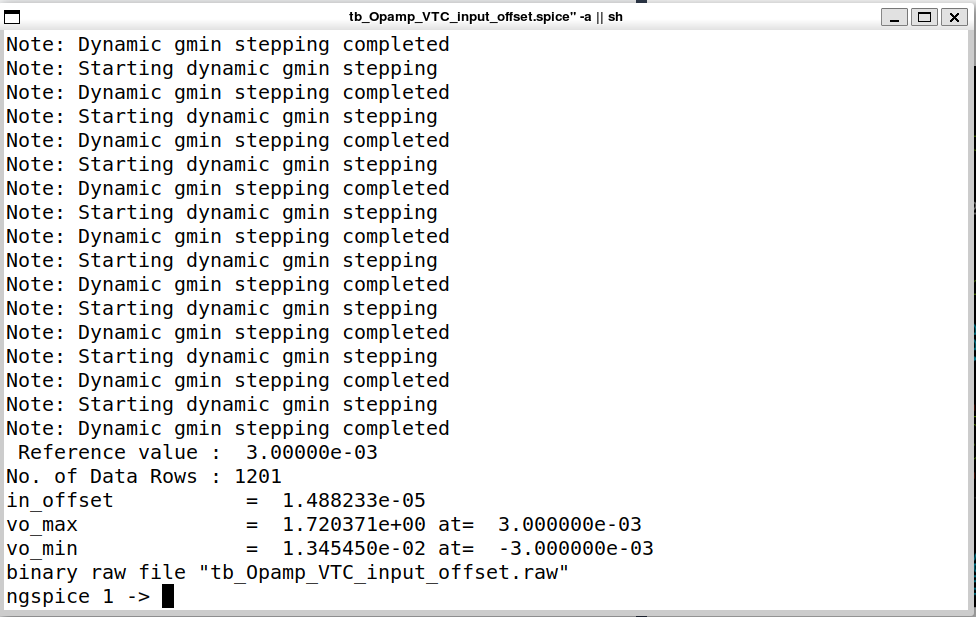 tb_Opamp_VTC_input_offset.spice" -a || sh
Note: Dynamic gmin stepping completed
Note: Starting dynamic gmin stepping
Note: Dynamic gmin stepping completed
Note: Starting dynamic gmin stepping
Note: Dynamic gmin stepping completed
Note: Starting dynamic gmin stepping
Note: Dynamic gmin stepping completed
Note: Starting dynamic gmin stepping
Note: Dynamic gmin stepping completed
Note: Starting dynamic gmin stepping
Note: Dynamic gmin stepping completed
Note: Starting dynamic gmin stepping
Note: Dynamic gmin stepping completed
Note: Starting dynamic gmin stepping
Note: Dynamic gmin stepping completed
Note: Starting dynamic gmin stepping
Note: Dynamic gmin stepping completed
 Reference value :  3.00000e-03
No. of Data Rows : 1201
in_offset           =  1.488233e-05
vo_max              =  1.720371e+00 at=  3.000000e-03
vo_min              =  1.345450e-02 at=  -3.000000e-03
binary raw file "tb_Opamp_VTC_input_offset.raw"
ngspice 1 ->